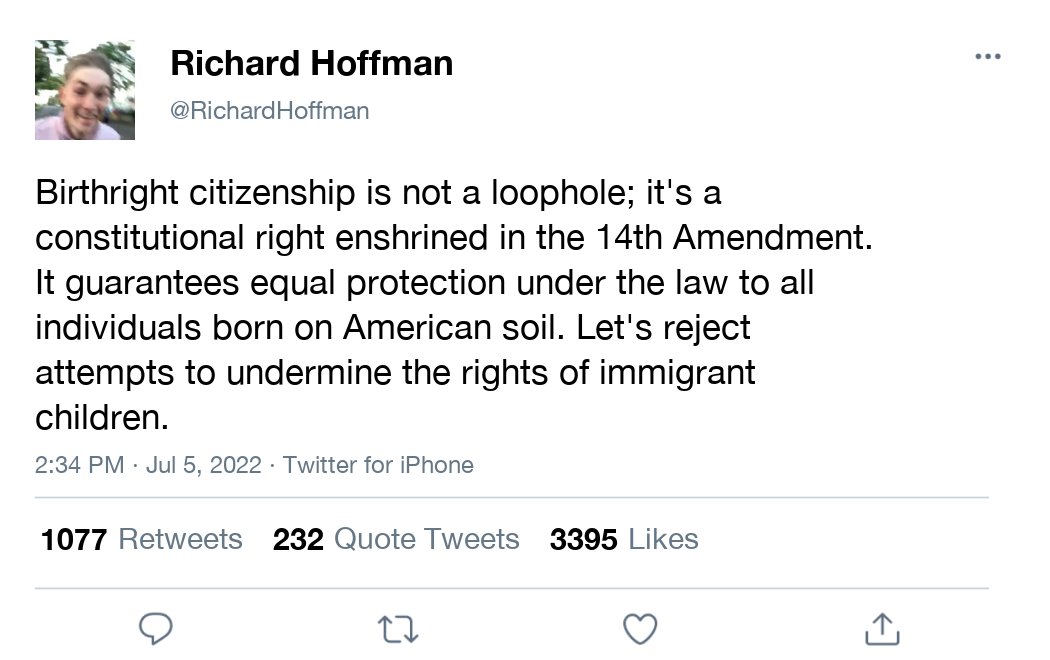 Richard Hoffman
@RichardHoffman
Birthright citizenship is not a loophole; it's a
constitutional right enshrined in the 14th Amendment.
It guarantees equal protection under the law to all
individuals born on American soil. Let's reject
attempts to undermine the rights of immigrant
children.
2:34 PM · Jul 5, 2022 · Twitter for iPhone
1077 Retweets 232 Quote Tweets 3395 Likes